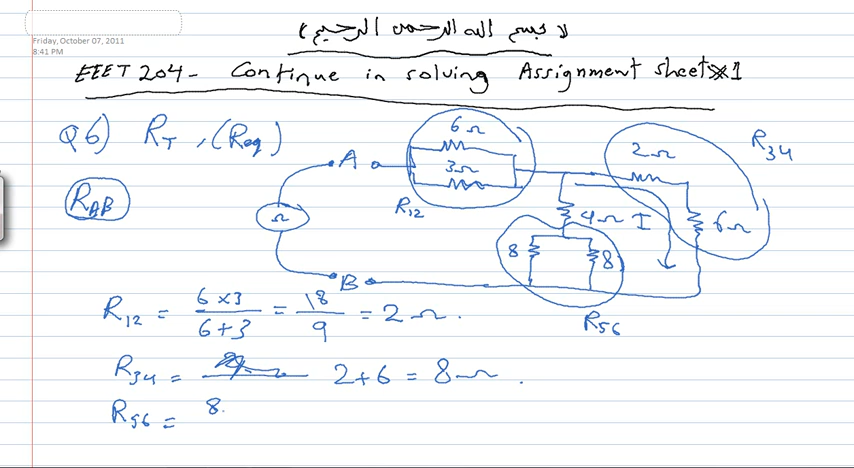 (بسم الله الرحمن الرحيم)
Friday, October 07, 2011
8:41 PM
EEET 204 - Continue in solving Assignment sheet #1
Q6) RT, (Req)
RAB
A
6Ω
3Ω
R12
2Ω
R34
Ω
4Ω I
6Ω
8
8
B
R56
R12 = 6×3/6+3 = 18/9 = 2Ω.
R34 = 2+6 = 8Ω.
R56 = 8.